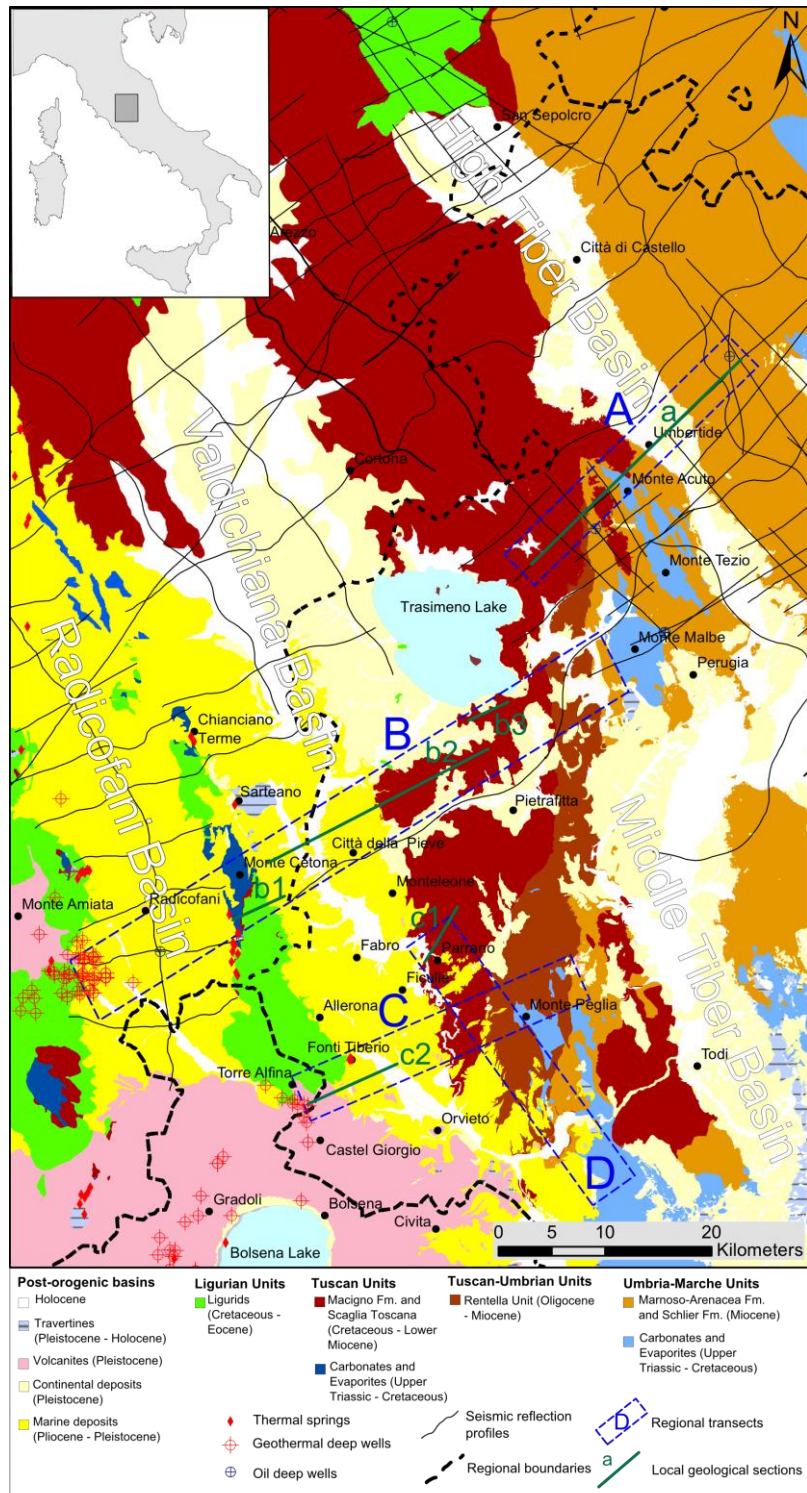 N
San Sepolcro
High Tiber Basin
Arezzo
Città di Castello
A
a
Umbertide
Valdichiana Basin
Cortona
Monte Acuto
Monte Tezio
Trasimeno Lake
Monte Malbe
Perugia
Radicofani Basin
Chianciano
Terme
B
b3
b2
Sarteano
Pietrafitta
Middle Tiber Basin
Città della Pieve
Monte Cetona
b1
Monteleone
Radicofani
Monte Amiata
c1
Fabro
Parrano
Ficulle
C
Allerona
Monte Peglia
Fonti Tiberio
c2
Todi
Torre Alfina
Orvieto
Castel Giorgio
D
Gradoli
Bolsena
Civita
Bolsena Lake
0 5 10 20
Kilometers
Post-orogenic basins
Holocene
Travertines
(Pleistocene - Holocene)
Volcanites (Pleistocene)
Continental deposits
(Pleistocene)
Marine deposits
(Pliocene - Pleistocene)
Ligurian Units
Ligurids
(Cretaceous -
Eocene)
Tuscan Units
Macigno Fm. and
Scaglia Toscana
(Cretaceous - Lower
Miocene)
Carbonates and
Evaporites (Upper
Triassic - Cretaceous)
Tuscan-Umbrian Units
Rentella Unit (Oligocene
- Miocene)
Umbria-Marche Units
Marnoso-Arenacea Fm.
and Schlier Fm. (Miocene)
Carbonates and
Evaporites (Upper
Triassic - Cretaceous)
Thermal springs
Geothermal deep wells
Oil deep wells
Seismic reflection
profiles
Regional boundaries
D
Regional transects
a
Local geological sections